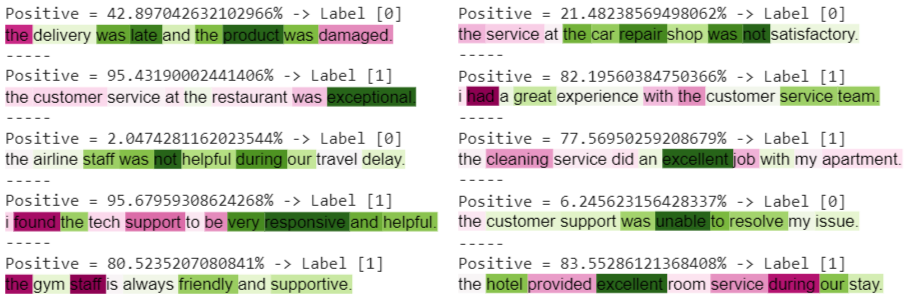 Positive = 42.897042632102966% -> Label [0]
the delivery was late and the product was damaged.
-----
Positive = 95.43190002441406% -> Label [1]
the customer service at the restaurant was exceptional.
-----
Positive = 2.0474281162023544% -> Label [0]
the airline staff was not helpful during our travel delay.
-----
Positive = 95.67959308624268% -> Label [1]
i found the tech support to be very responsive and helpful.
-----
Positive = 80.5235207080841% -> Label [1]
the gym staff is always friendly and supportive.
Positive = 21.48238569498062% -> Label [0]
the service at the car repair shop was not satisfactory.
-----
Positive = 82.19560384750366% -> Label [1]
i had a great experience with the customer service team.
-----
Positive = 77.56950259208679% -> Label [1]
the cleaning service did an excellent job with my apartment.
-----
Positive = 6.245623156428337% -> Label [0]
the customer support was unable to resolve my issue.
-----
Positive = 83.55286121368408% -> Label [1]
the hotel provided excellent room service during our stay.